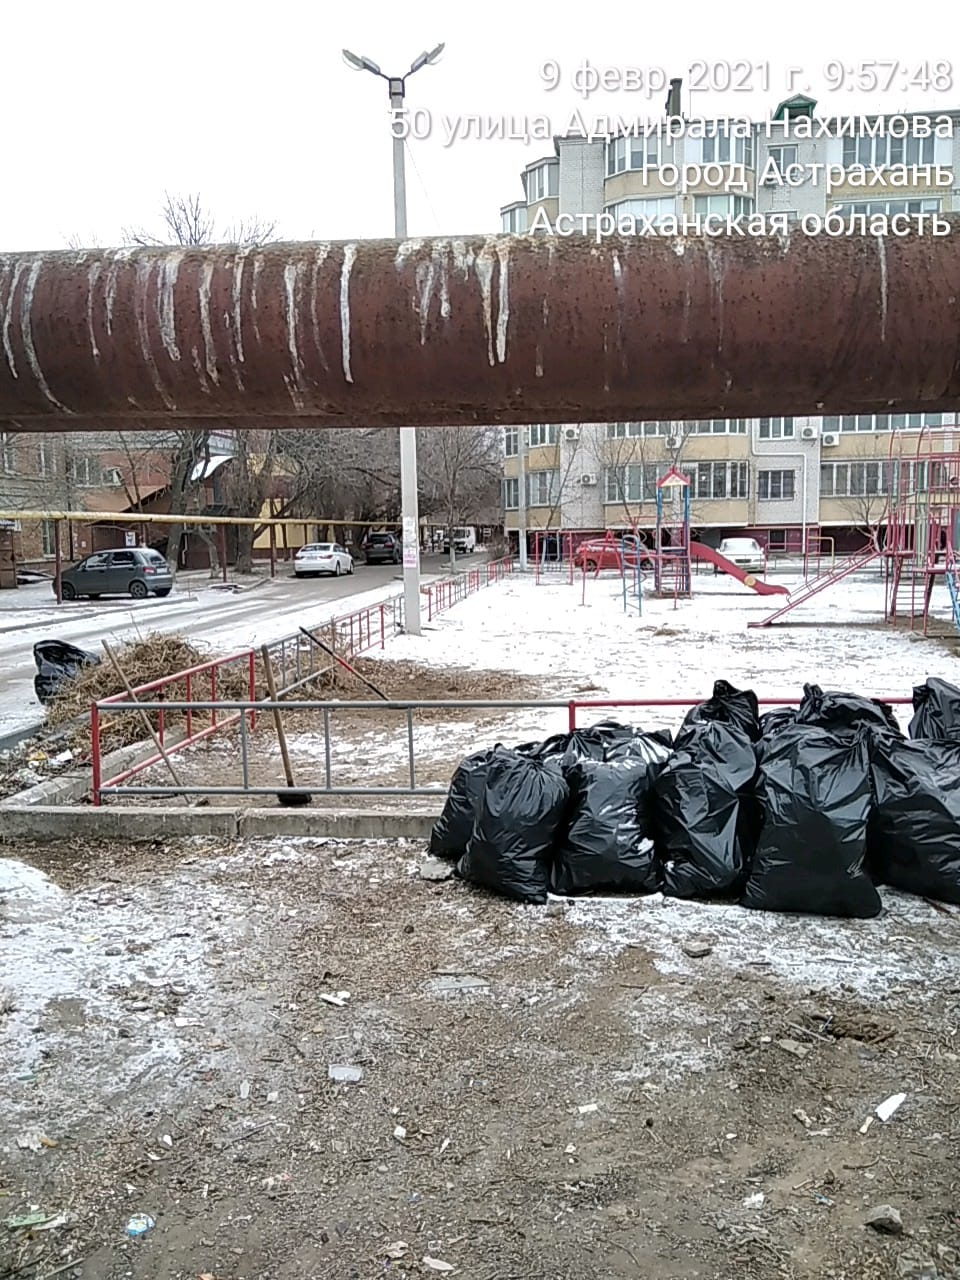 9 февр. 2021 г. 9:57:48
50 улица Адмирала Нахимова
город Астрахань
Астраханская область